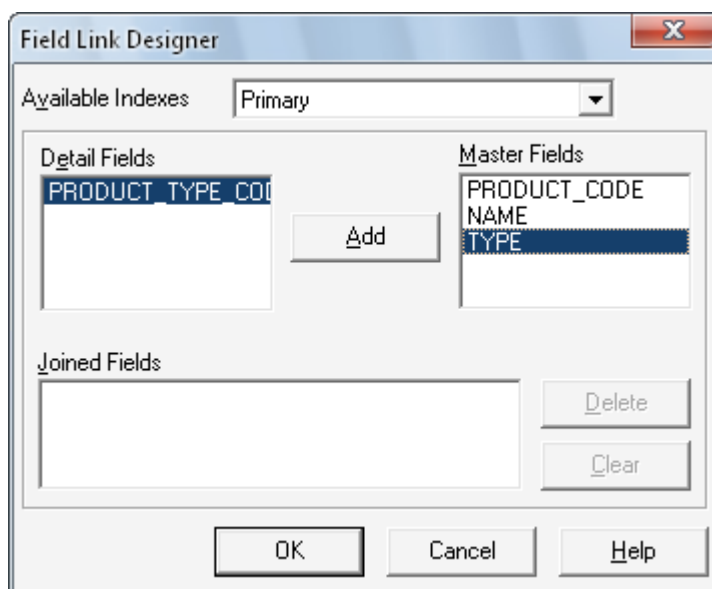 Field Link Designer
Available Indexes
Primary
Detail Fields
PRODUCT_TYPE_COD
Add
Master Fields
PRODUCT_CODE
NAME
TYPE
Joined Fields
Delete
Clear
OK
Cancel
Help